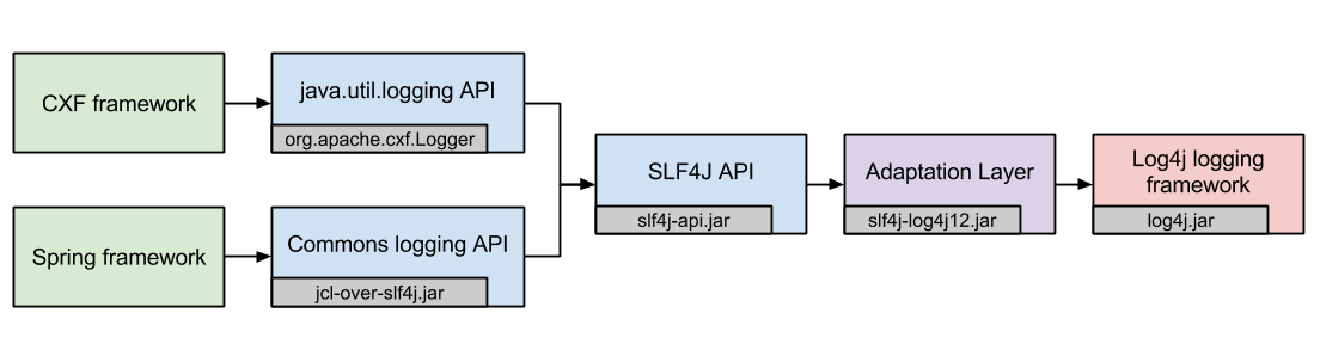 CXF framework
java.util.logging API
org.apache.cxf.Logger
Spring framework
Commons logging API
jcl-over-slf4j.jar
SLF4J API
slf4j-api.jar
Adaptation Layer
slf4j-log4j12.jar
Log4j logging
framework
log4j.jar